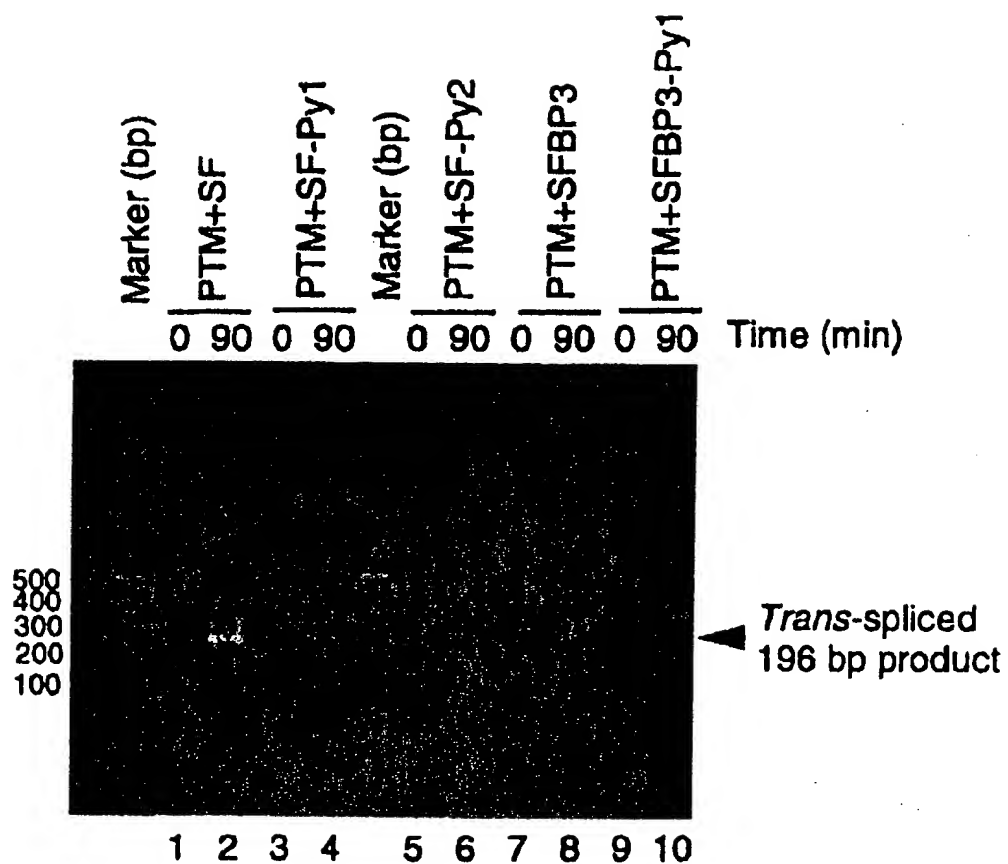 Marker (bp)
PTM+SF
PTM+SF-Py1
Marker (bp)
PTM+SF-Py2
PTM+SFBP3
PTM+SFBP3-Py1
0 90 0 90 0 90 0 90 0 90 Time (min)
500
400
300
200
100
Trans-spliced
196 bp product
1 2 3 4 5 6 7 8 9 10